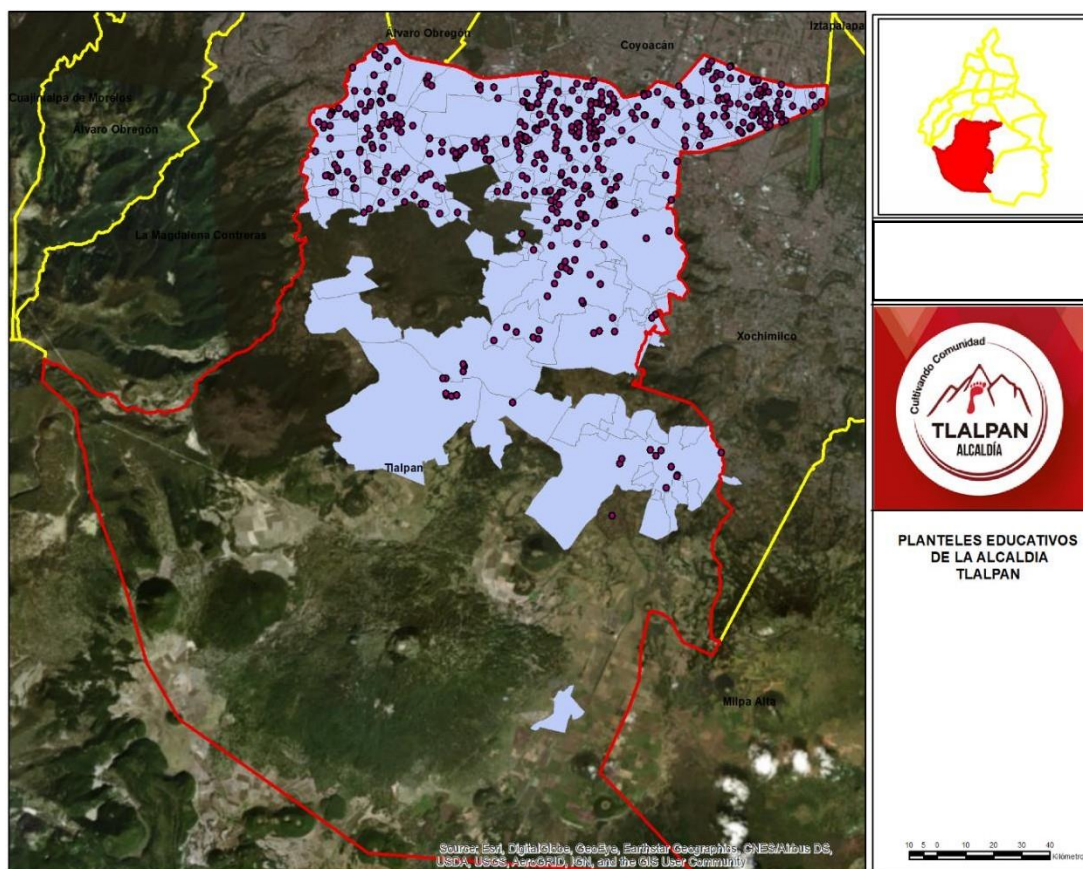 Álvaro Obregón
Coyoacán
Iztapalapa
Cuajimalpa de Morelos
Álvaro Obregón
La Magdalena Contreras
Xochimilco
Tlalpan
Milpa Alta
Source: Esri, DigitalGlobe, GeoEye, Earthstar Geographics, CNES/Airbus DS,
USDA, USGS, AeroGRID, IGN, and the GIS User Community
Cultivando Comunidad
TLALPAN
ALCALDÍA
PLANTELES EDUCATIVOS
DE LA ALCALDIA
TLALPAN
10 5 0 10 20 30 40
Kilómetro